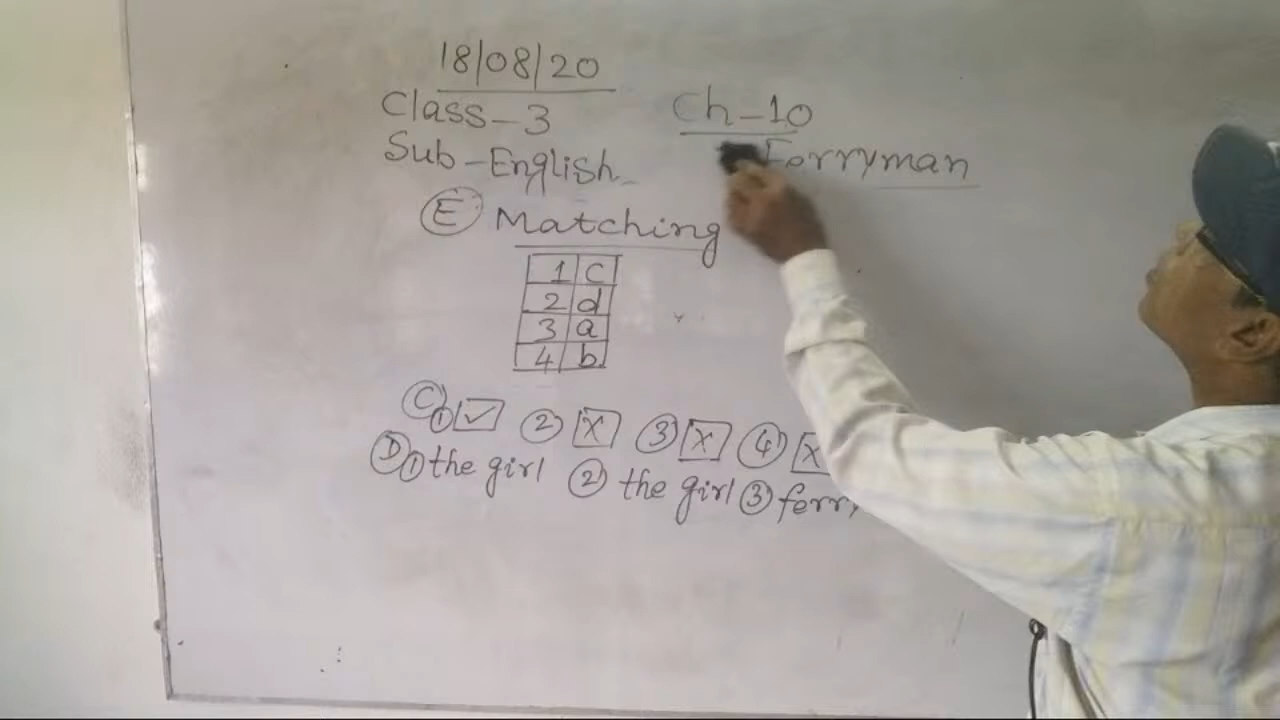 18/08/20
Class-3
Sub-English
Ch-10
Ferryman
E Matching
1 c
2 d
3 a
4 b
C 1 ✓ 2 X 3 X 4 X
D 1 the girl 2 the girl 3 ferry